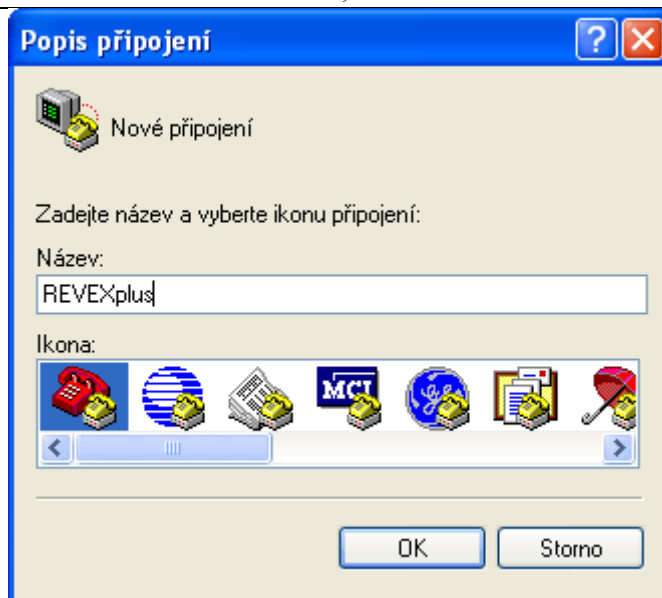 Popis připojení
Nové připojení
Zadejte název a vyberte ikonu připojení:
Název:
REVEXplus
Ikona:
MCI
OK
Storno